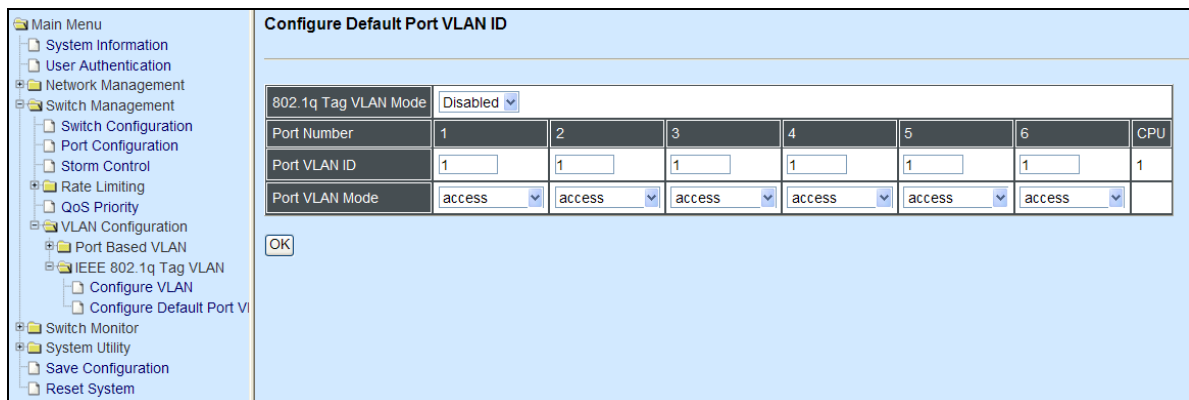 Main Menu
System Information
User Authentication
Network Management
Switch Management
Switch Configuration
Port Configuration
Storm Control
Rate Limiting
QoS Priority
VLAN Configuration
Port Based VLAN
IEEE 802.1q Tag VLAN
Configure VLAN
Configure Default Port VI
Switch Monitor
System Utility
Save Configuration
Reset System
Configure Default Port VLAN ID
802.1q Tag VLAN Mode Disabled
Port Number 1 2 3 4 5 6 CPU
Port VLAN ID 1 1 1 1 1 1 1
Port VLAN Mode access access access access access access
OK